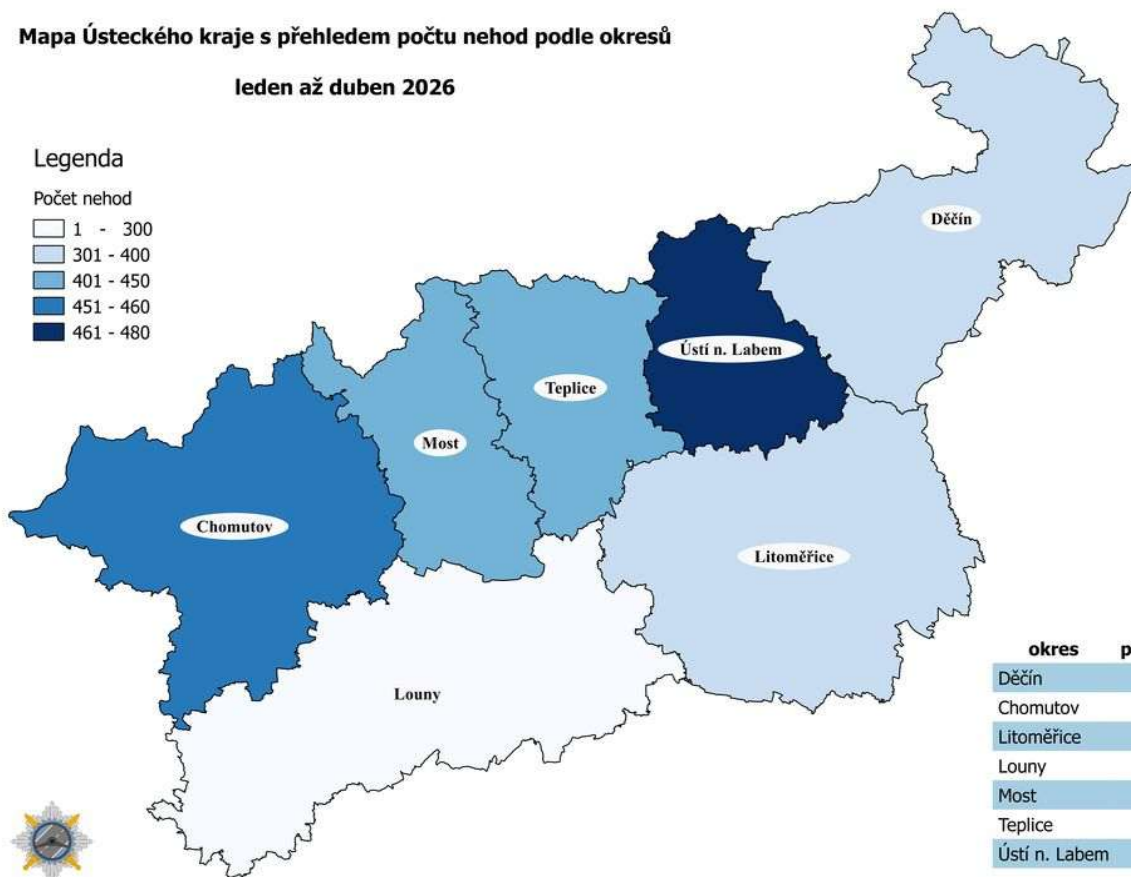 Mapa Ústeckého kraje s přehledem počtu nehod podle okresů
leden až duben 2026
Legenda
Počet nehod
1 - 300
301 - 400
401 - 450
451 - 460
461 - 480
Děčín
Ústí n. Labem
Teplice
Most
Chomutov
Litoměřice
Louny
okres p
Děčín
Chomutov
Litoměřice
Louny
Most
Teplice
Ústí n. Labem